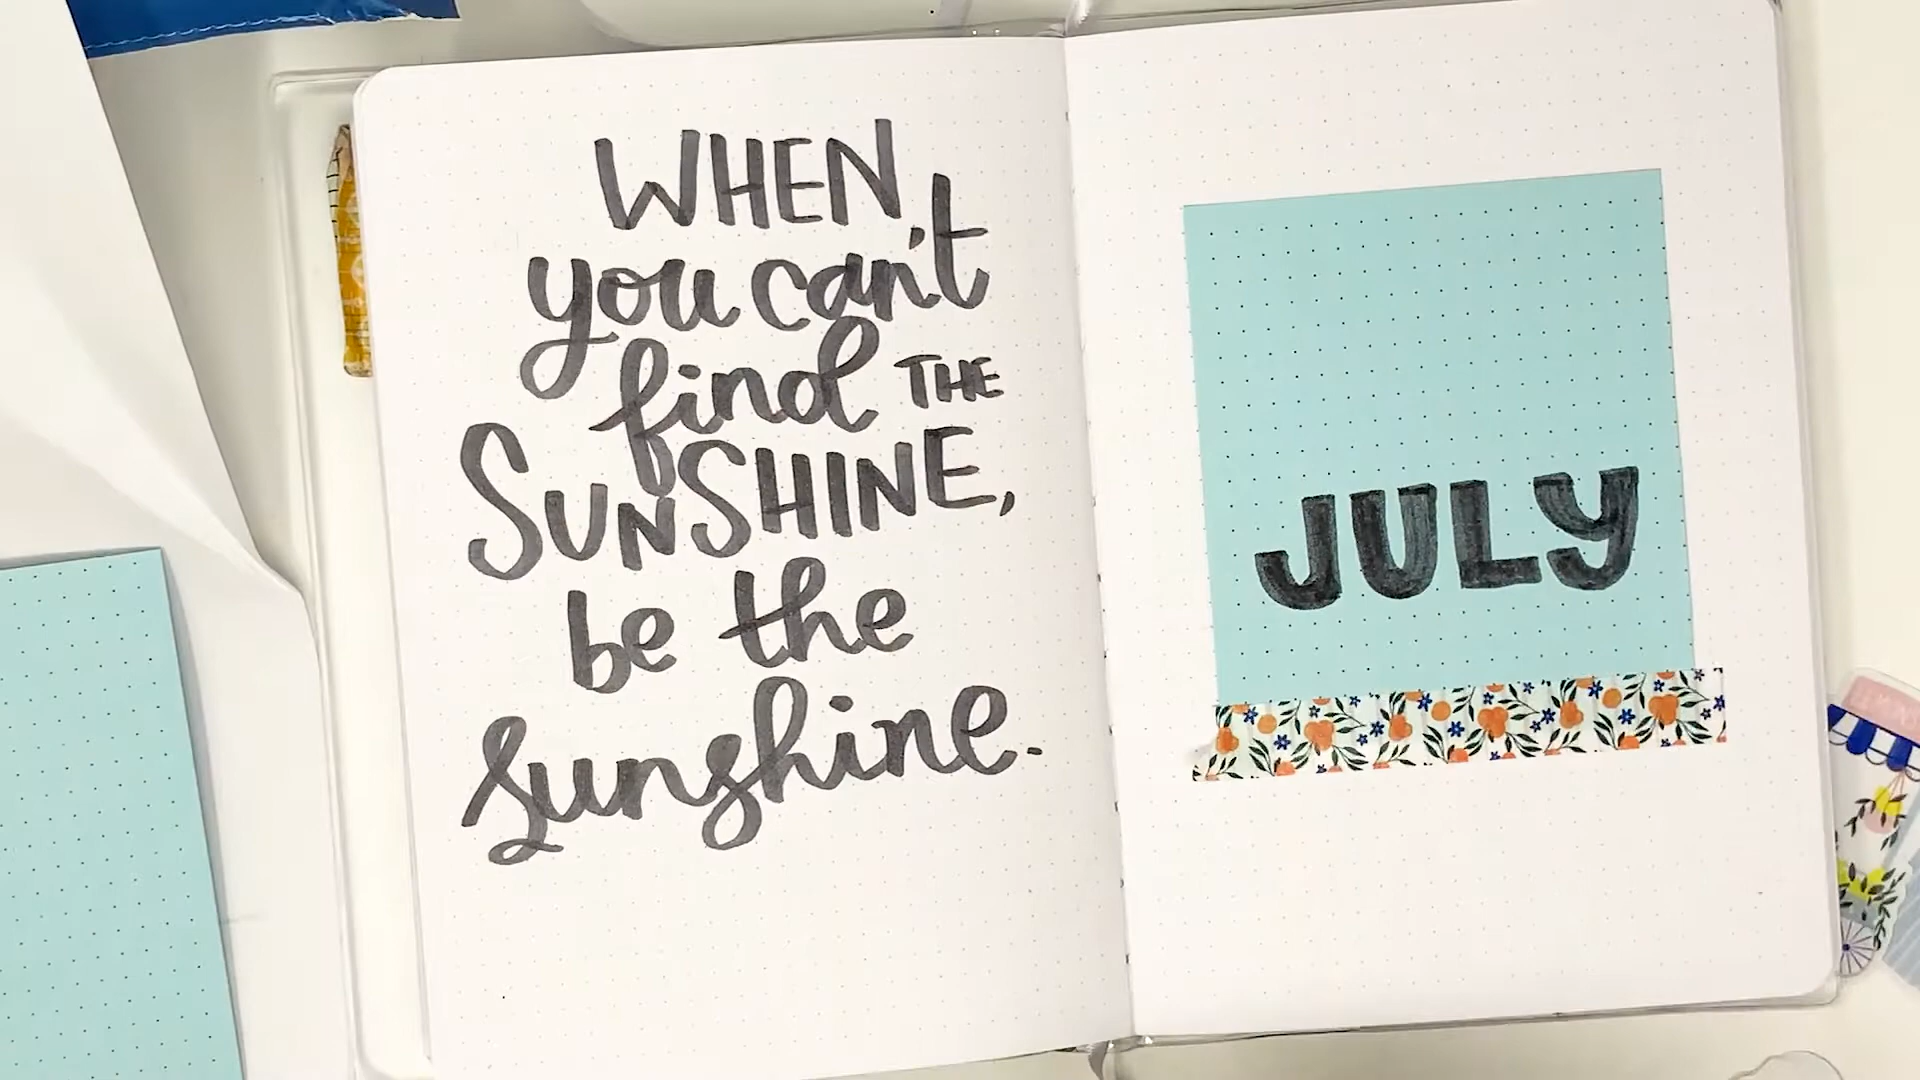 WHEN
you can't
find THE
SUNSHINE,
be the
sunshine.
JULY